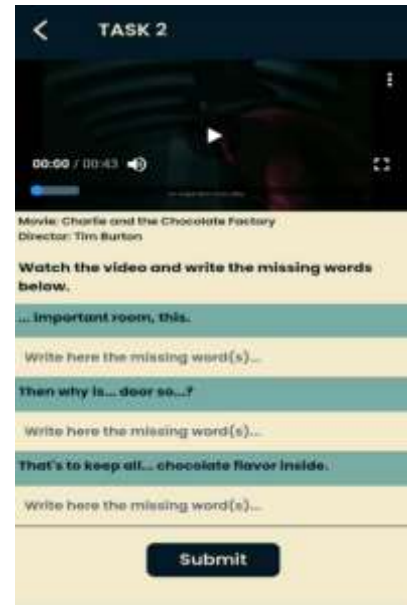 TASK 2
00:00 / 00:43
Movie: Charlie and the Chocolate Factory
Director: Tim Burton
Watch the video and write the missing words
below.
... important room, this.
Write here the missing word(s)...
Then why is... door so...?
Write here the missing word(s)...
That's to keep all... chocolate flavor inside.
Write here the missing word(s)...
Submit